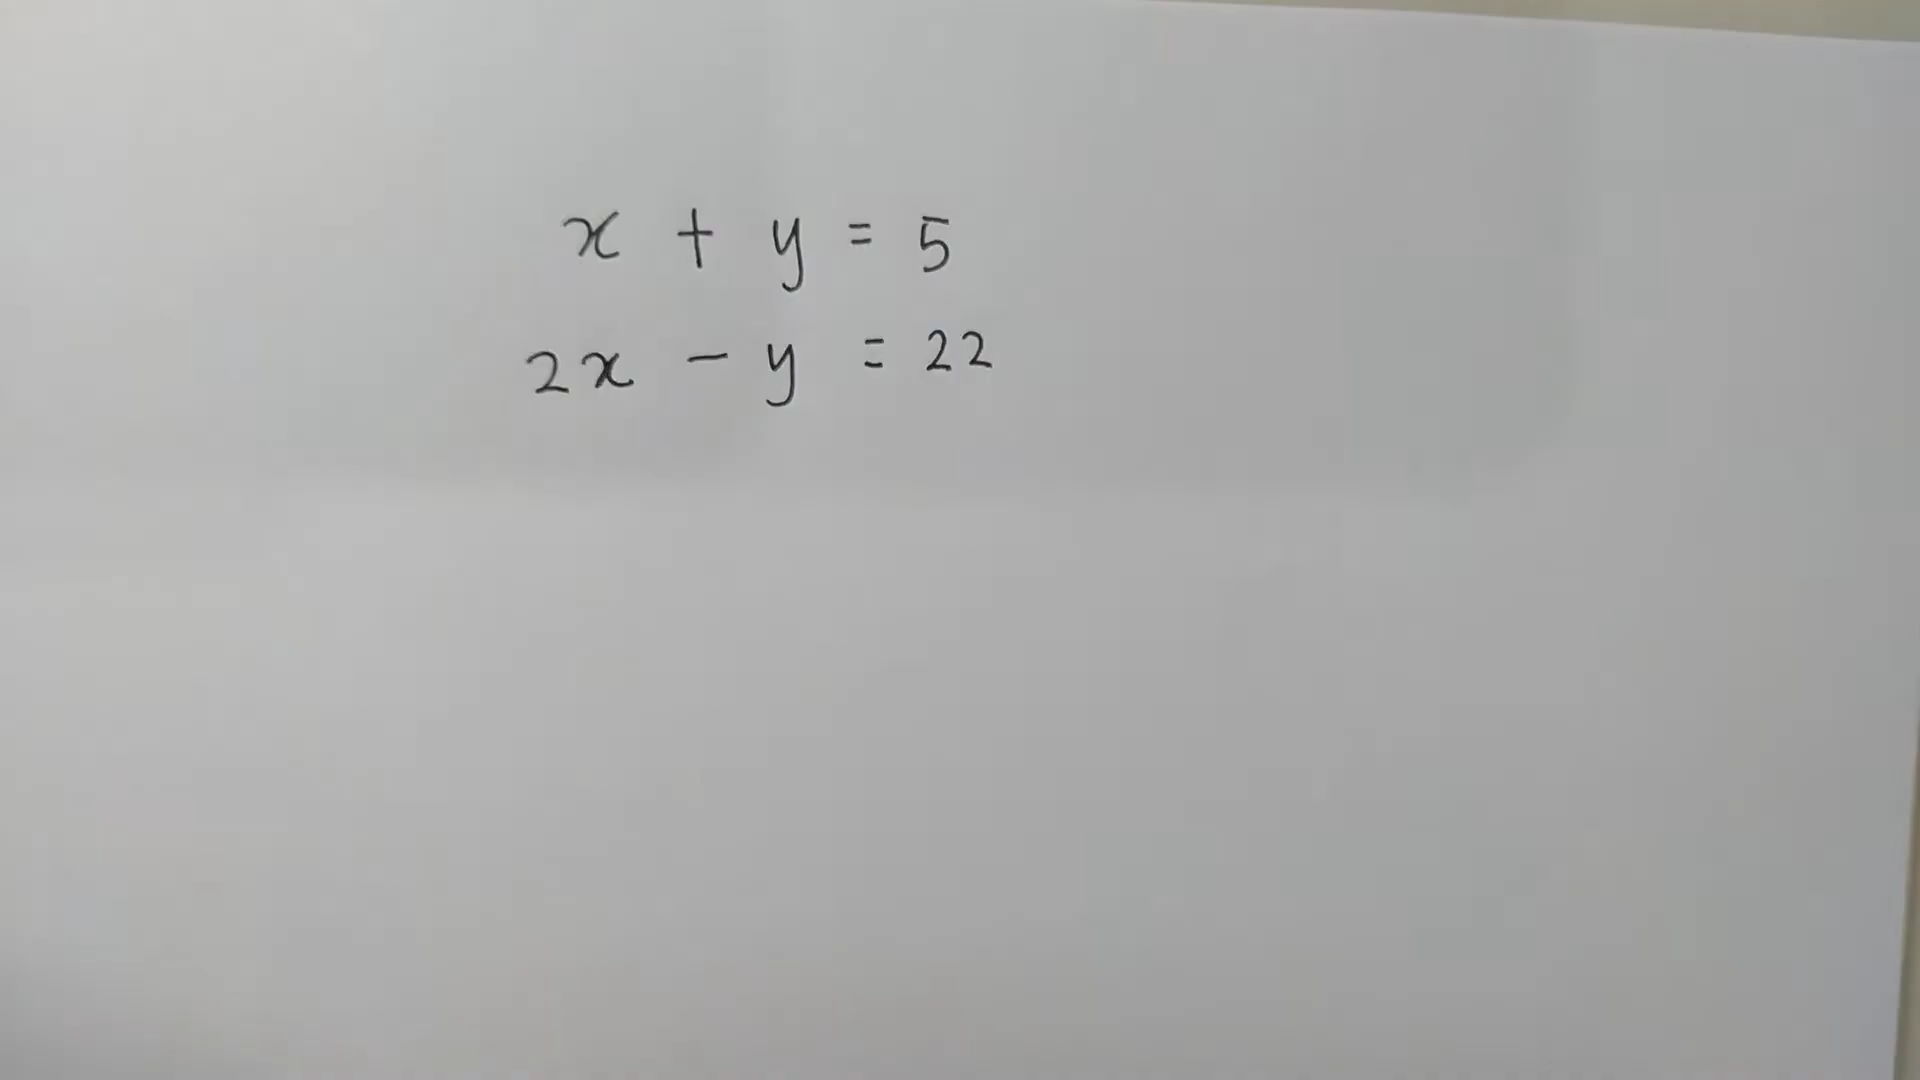 x + y = 5
2x - y = 22